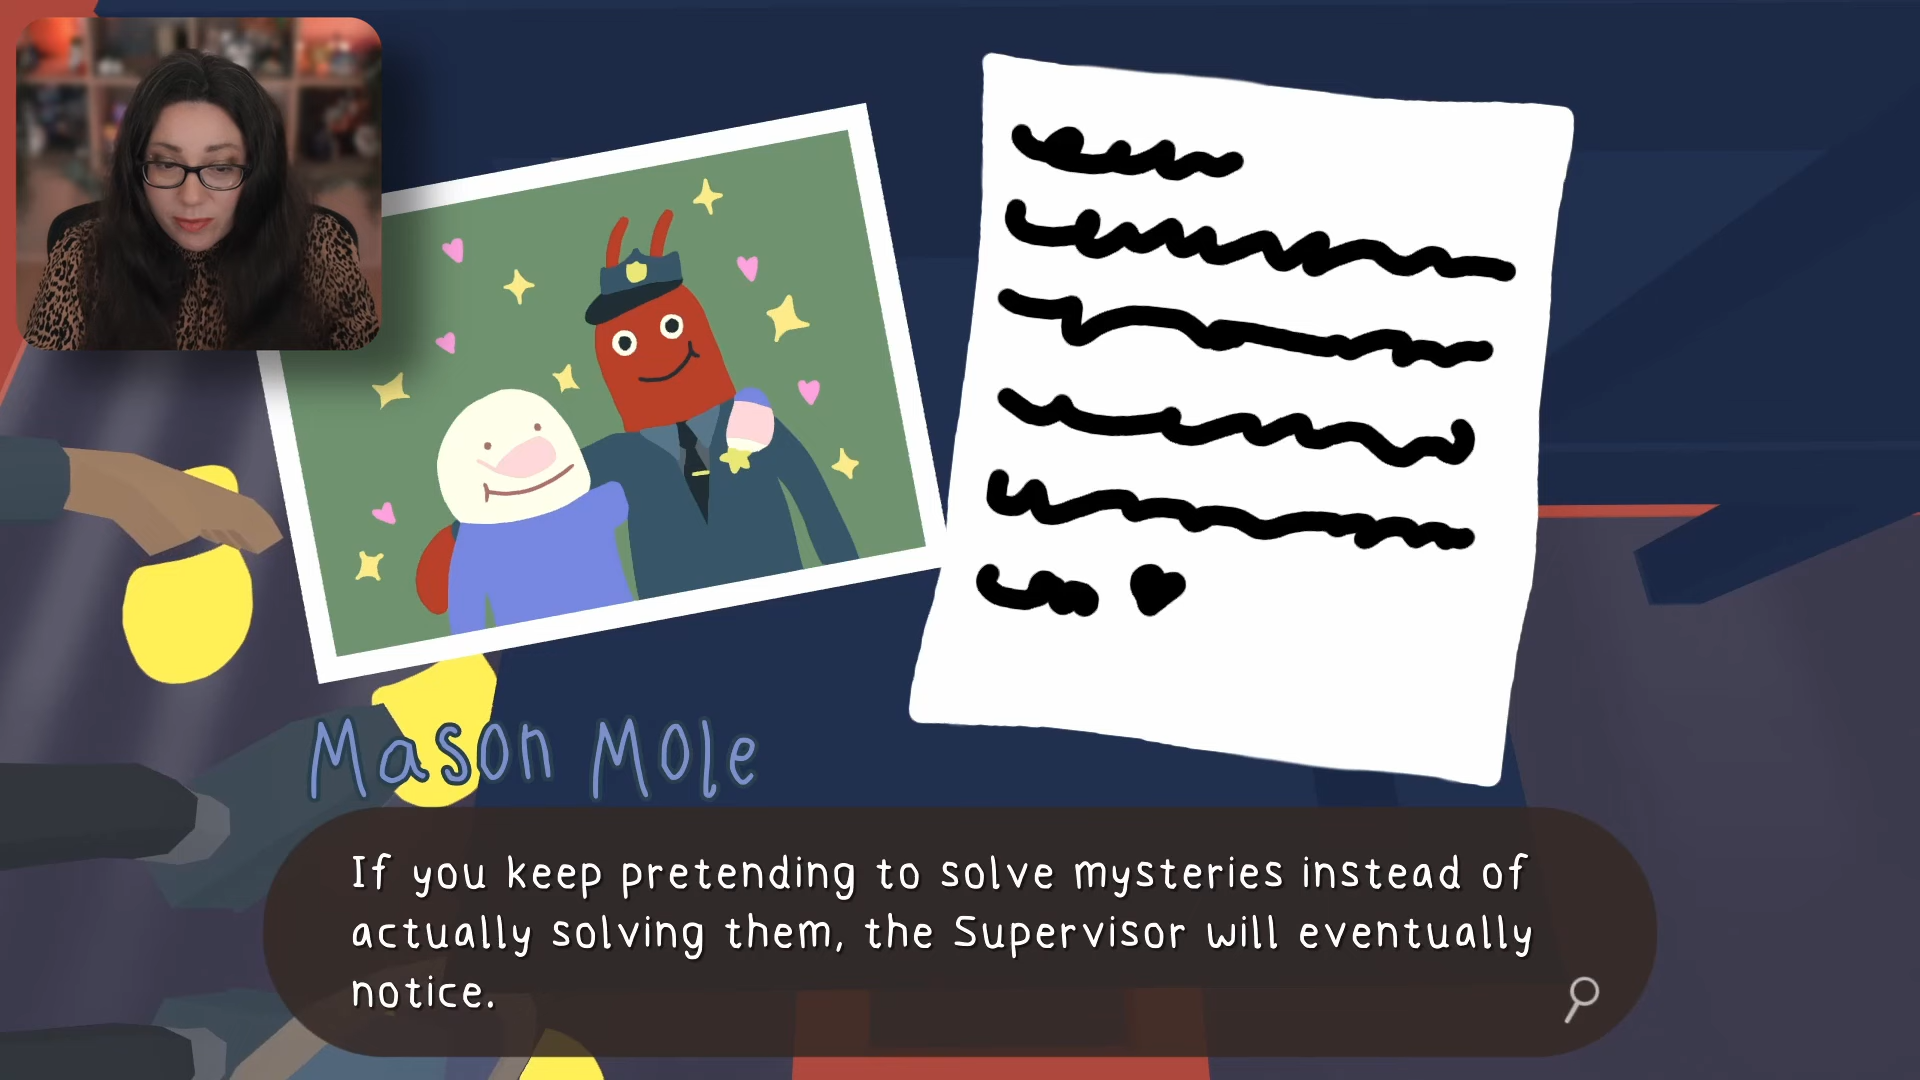 Mason Mole
If you keep pretending to solve mysteries instead of
actually solving them, the Supervisor will eventually
notice.